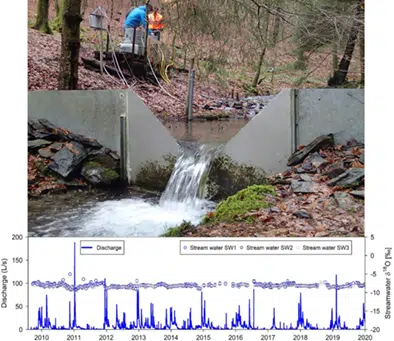 200
150
100
50
0
Discharge (L/s)
Discharge
Stream water SW1
Stream water SW2
Stream water SW3
5
0
-5
-10
-15
-20
Streamwater δ18O [‰]
2010 2011 2012 2013 2014 2015 2016 2017 2018 2019 2020